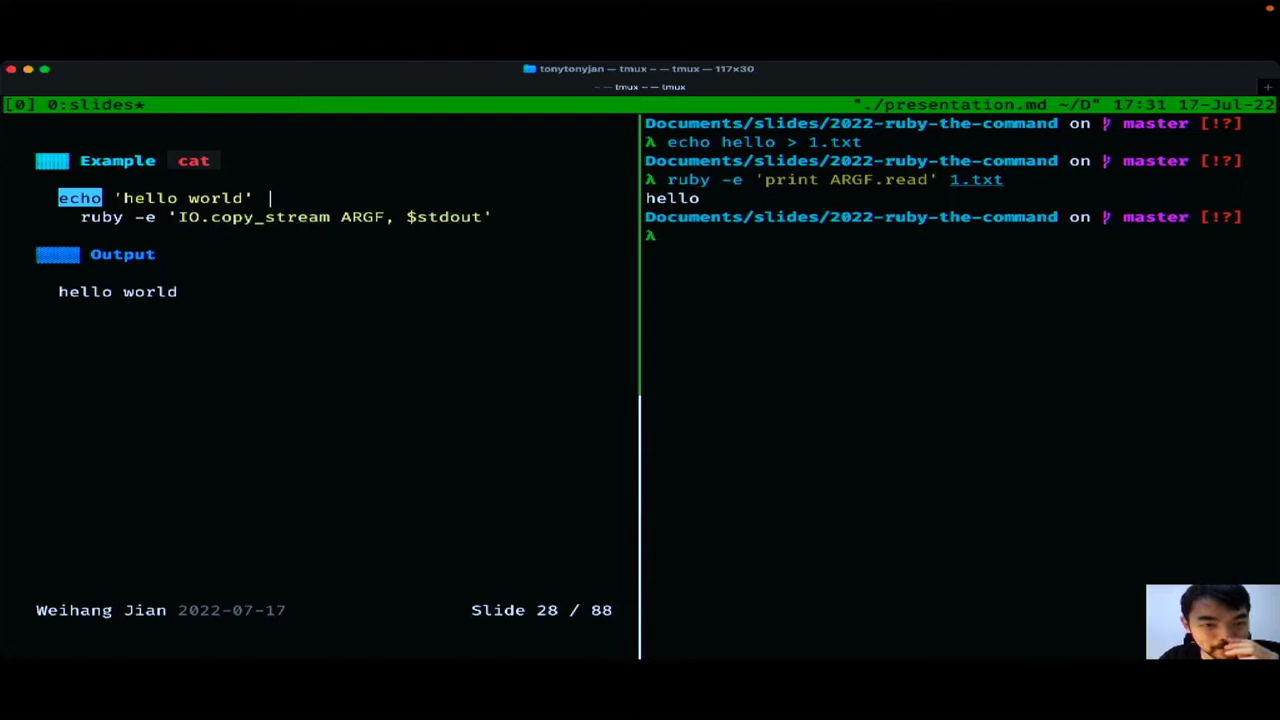 tonytonyjan — tmux - — tmux — 117×30
~ — tmux - — tmux
[0] 0:slides* "./presentation.md ~/D" 17:31 17-Jul-22
Example cat
echo 'hello world' |
ruby -e 'IO.copy_stream ARGF, $stdout'
Output
hello world
Weihang Jian 2022-07-17 Slide 28 / 88
Documents/slides/2022-ruby-the-command on master [!?]
λ echo hello > 1.txt
Documents/slides/2022-ruby-the-command on master [!?]
λ ruby -e 'print ARGF.read' 1.txt
hello
Documents/slides/2022-ruby-the-command on master [!?]
λ